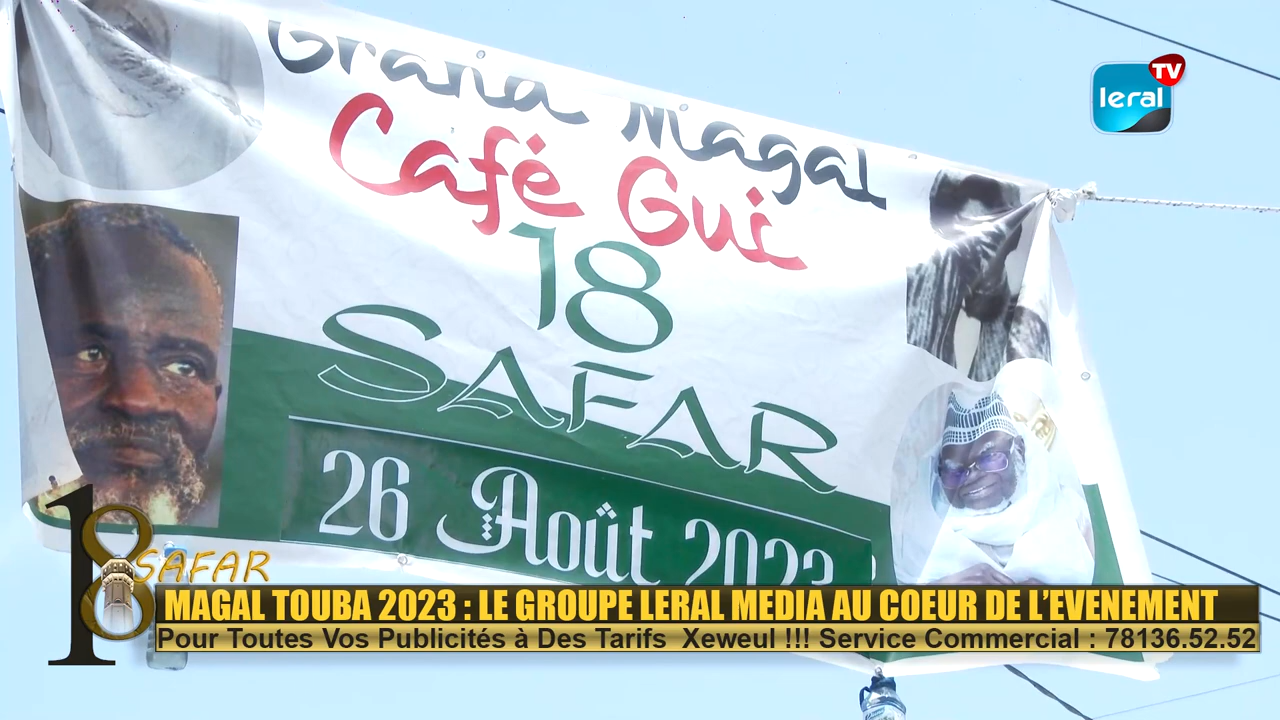 Grand Magal
Café Gui
18
SAFAR
26 Août 2023
leral TV
18 SAFAR
MAGAL TOUBA 2023 : LE GROUPE LERAL MEDIA AU COEUR DE L'EVENEMENT
Pour Toutes Vos Publicités à Des Tarifs Xeweul !!! Service Commercial : 78136.52.52